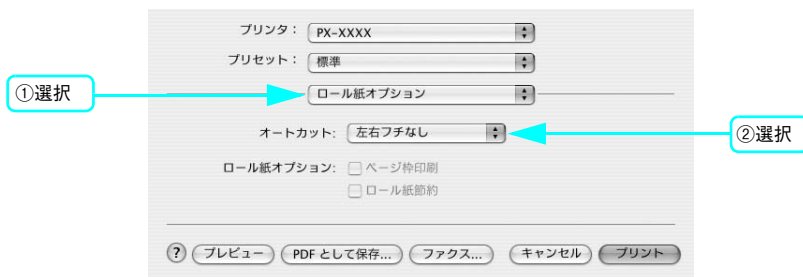 プリンタ： PX-XXXX
プリセット： 標準
①選択
ロール紙オプション
オートカット: 左右フチなし
②選択
ロール紙オプション: ページ枠印刷
ロール紙節約
? プレビュー PDF として保存... ファクス... キャンセル プリント